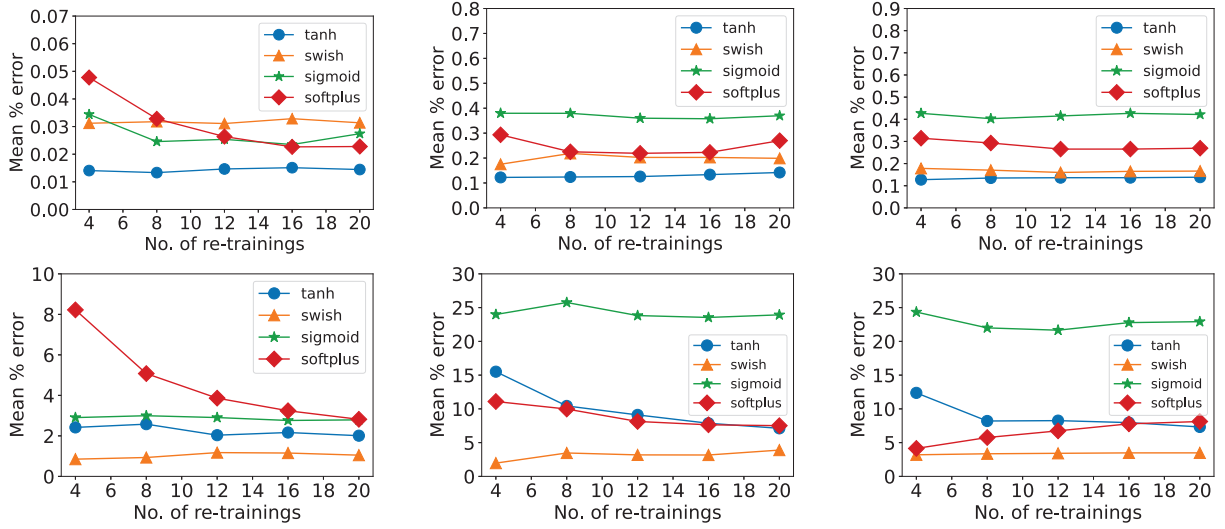 0.07
0.06
0.05
0.04
0.03
0.02
0.01
0.00
Mean % error
tanh
swish
sigmoid
softplus
4 6 8 10 12 14 16 18 20
No. of re-trainings
0.8
0.7
0.6
0.5
0.4
0.3
0.2
0.1
0.0
Mean % error
tanh
swish
sigmoid
softplus
4 6 8 10 12 14 16 18 20
No. of re-trainings
0.9
0.8
0.7
0.6
0.5
0.4
0.3
0.2
0.1
0.0
Mean % error
tanh
swish
sigmoid
softplus
4 6 8 10 12 14 16 18 20
No. of re-trainings
10
8
6
4
2
0
Mean % error
tanh
swish
sigmoid
softplus
4 6 8 10 12 14 16 18 20
No. of re-trainings
30
25
20
15
10
5
0
Mean % error
tanh
swish
sigmoid
softplus
4 6 8 10 12 14 16 18 20
No. of re-trainings
30
25
20
15
10
5
0
Mean % error
tanh
swish
sigmoid
softplus
4 6 8 10 12 14 16 18 20
No. of re-trainings